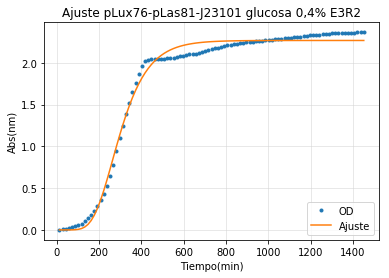 Ajuste pLux76-pLas81-J23101 glucosa 0,4% E3R2
Abs(nm)
2.0
1.5
1.0
0.5
0.0
OD
Ajuste
0 200 400 600 800 1000 1200 1400
Tiempo(min)